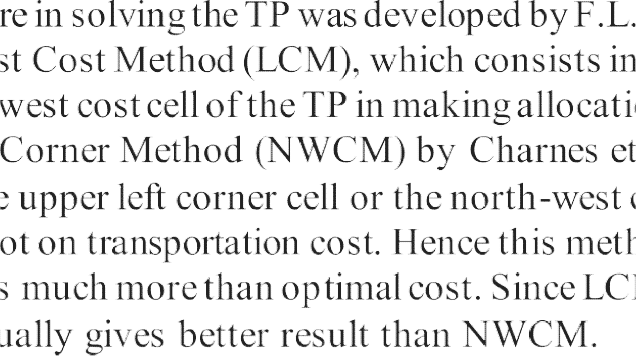 re in solving the TP was developed by F.L.
st Cost Method (LCM), which consists in
west cost cell of the TP in making allocati
Corner Method (NWCM) by Charnes et
e upper left corner cell or the north-west c
ot on transportation cost. Hence this meth
s much more than optimal cost. Since LC
ually gives better result than NWCM.